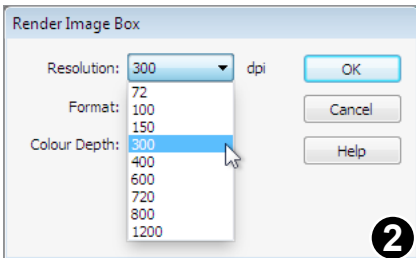 Render Image Box
Resolution: 300 dpi OK
72
Format: 100 Cancel
150
Colour Depth: 300 Help
400
600
720
800
1200
2